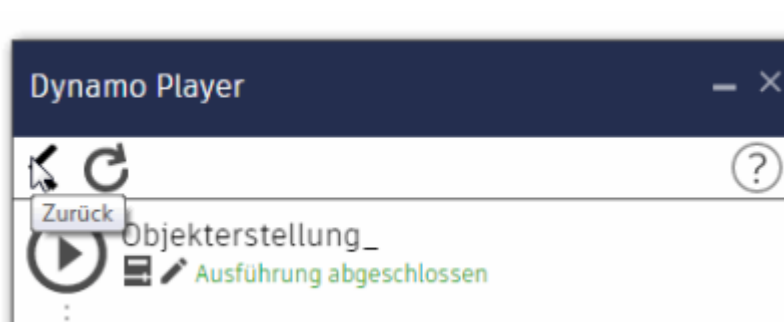 Dynamo Player
?
Zurück
Objekterstellung_
Ausführung abgeschlossen